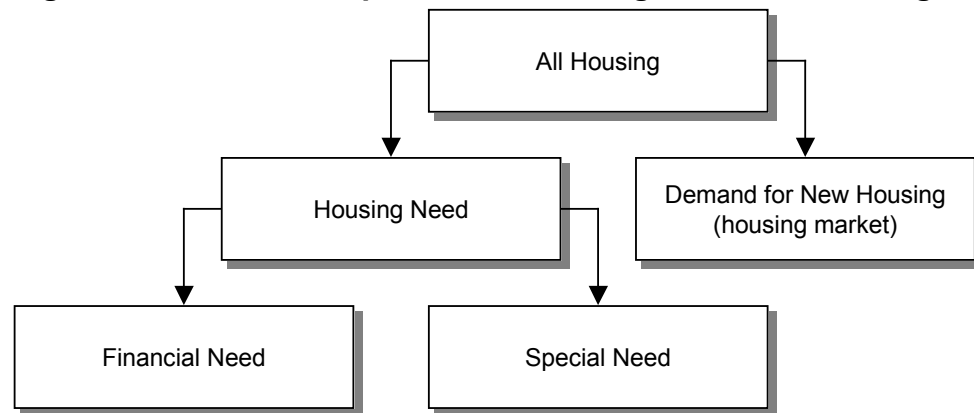 All Housing
Housing Need
Demand for New Housing
(housing market)
Financial Need
Special Need